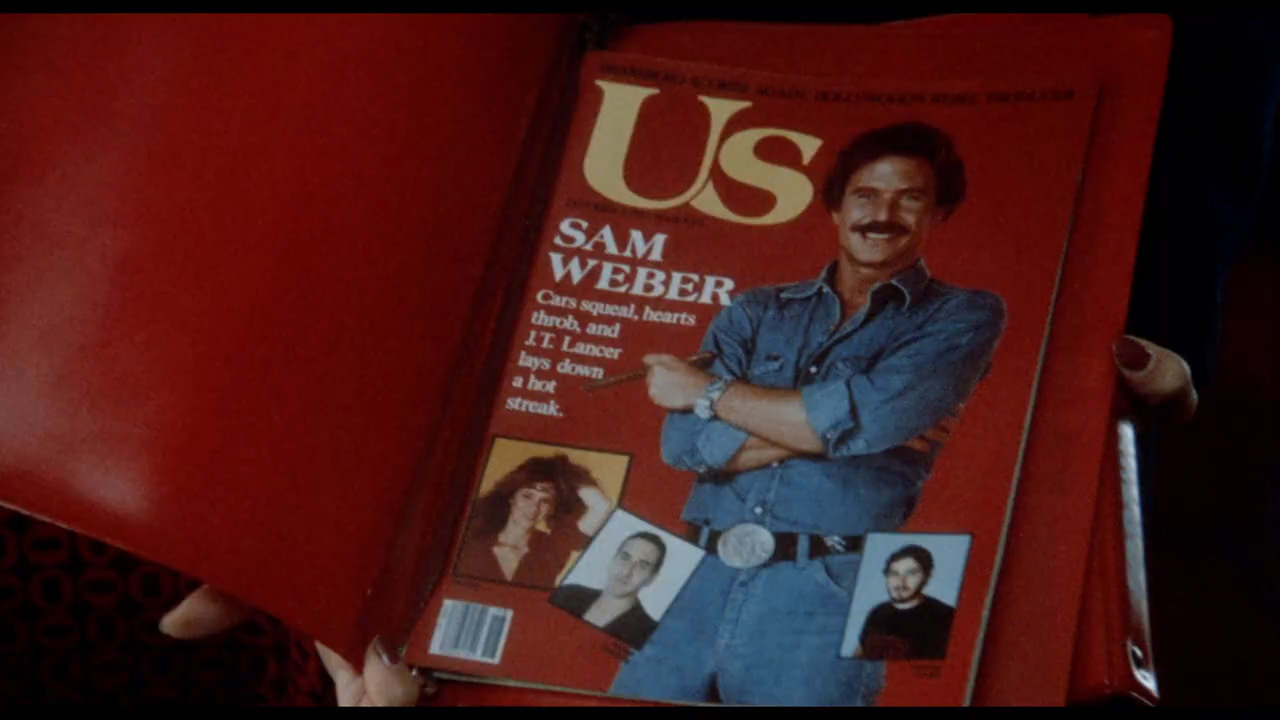 US
SAM
WEBER
Cars squeal, hearts
throb, and
J.T. Lancer
lays down
a hot
streak.